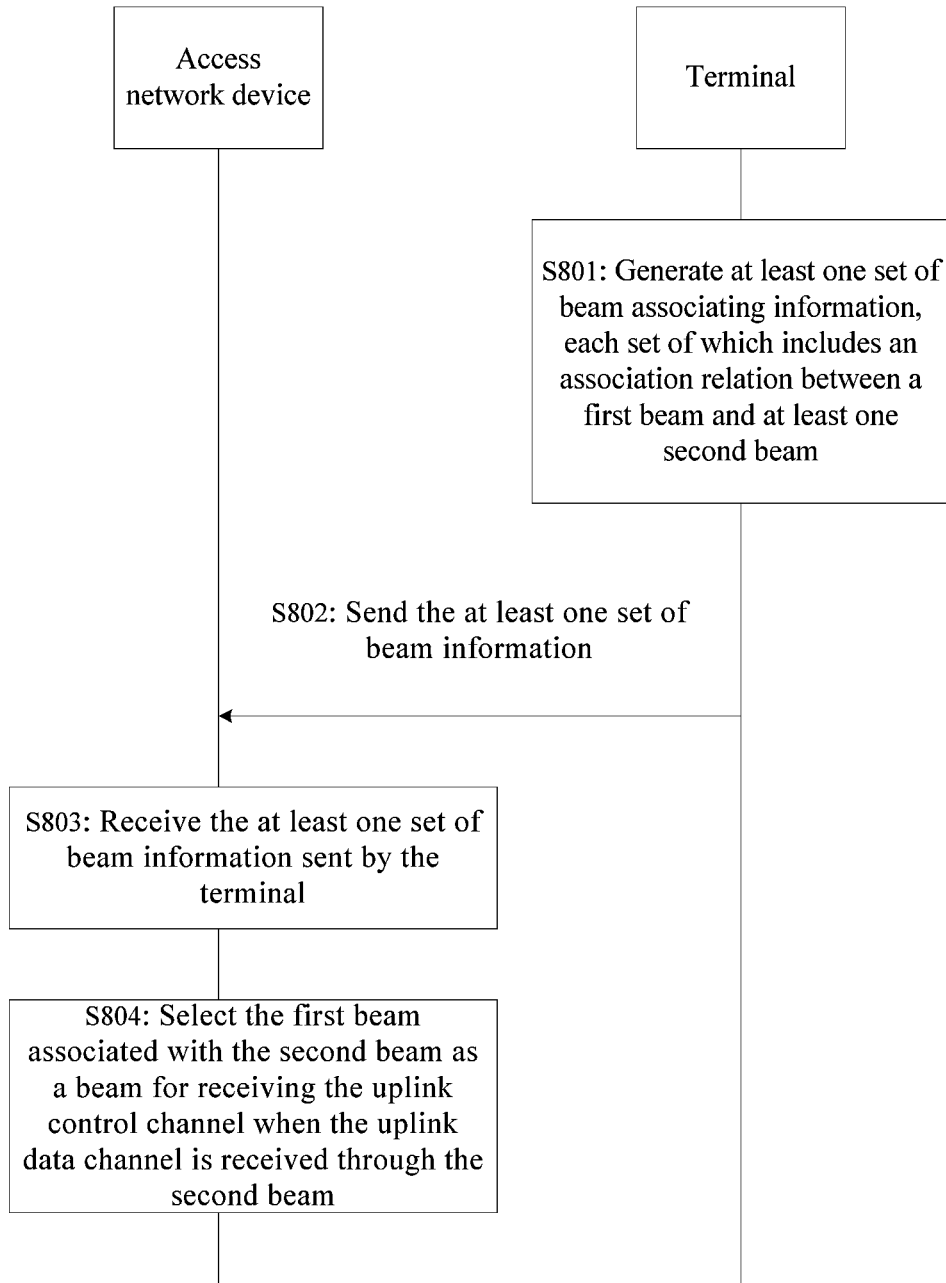 Access
network device
Terminal
S801: Generate at least one set of
beam associating information,
each set of which includes an
association relation between a
first beam and at least one
second beam
S802: Send the at least one set of
beam information
S803: Receive the at least one set of
beam information sent by the
terminal
S804: Select the first beam
associated with the second beam as
a beam for receiving the uplink
control channel when the uplink
data channel is received through the
second beam